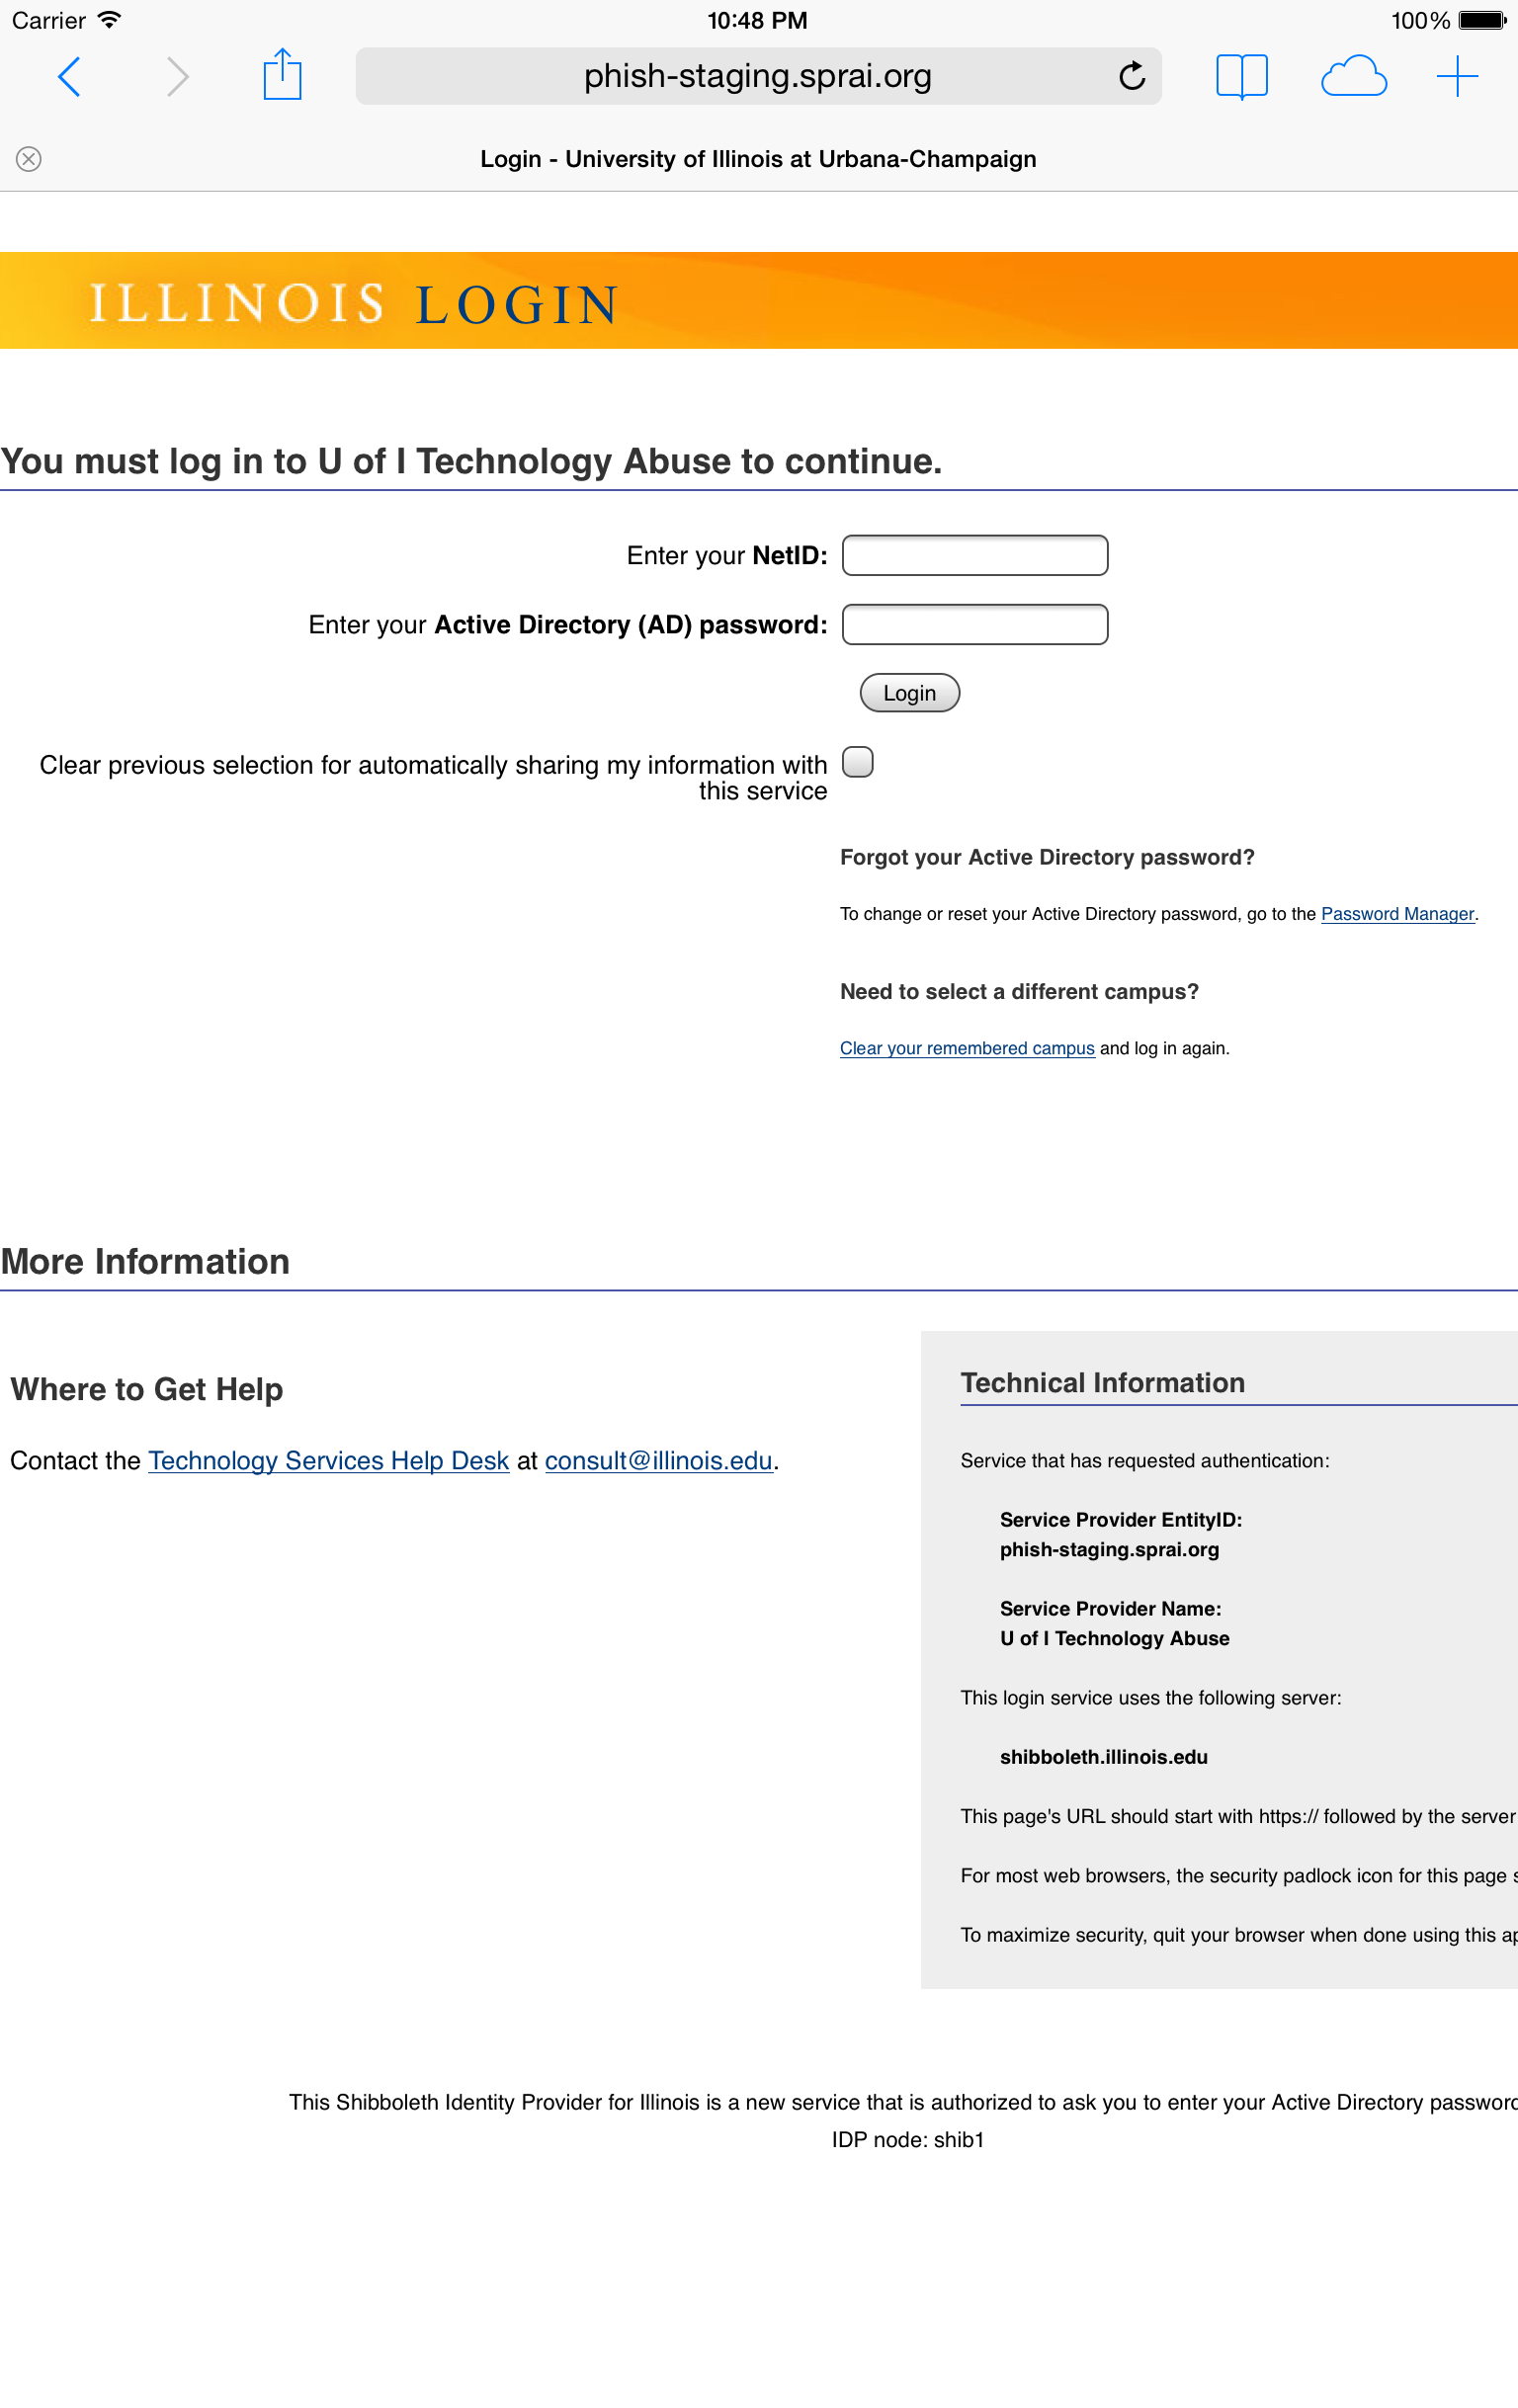 Carrier 10:48 PM 100%
phish-staging.sprai.org
Login - University of Illinois at Urbana-Champaign
ILLINOIS LOGIN
You must log in to U of I Technology Abuse to continue.
Enter your NetID:
Enter your Active Directory (AD) password:
Login
Clear previous selection for automatically sharing my information with
this service
Forgot your Active Directory password?
To change or reset your Active Directory password, go to the Password Manager.
Need to select a different campus?
Clear your remembered campus and log in again.
More Information
Where to Get Help
Contact the Technology Services Help Desk at consult@illinois.edu.
Technical Information
Service that has requested authentication:
Service Provider EntityID:
phish-staging.sprai.org
Service Provider Name:
U of I Technology Abuse
This login service uses the following server:
shibboleth.illinois.edu
This page's URL should start with https:// followed by the server
For most web browsers, the security padlock icon for this page s
To maximize security, quit your browser when done using this ap
This Shibboleth Identity Provider for Illinois is a new service that is authorized to ask you to enter your Active Directory password
IDP node: shib1